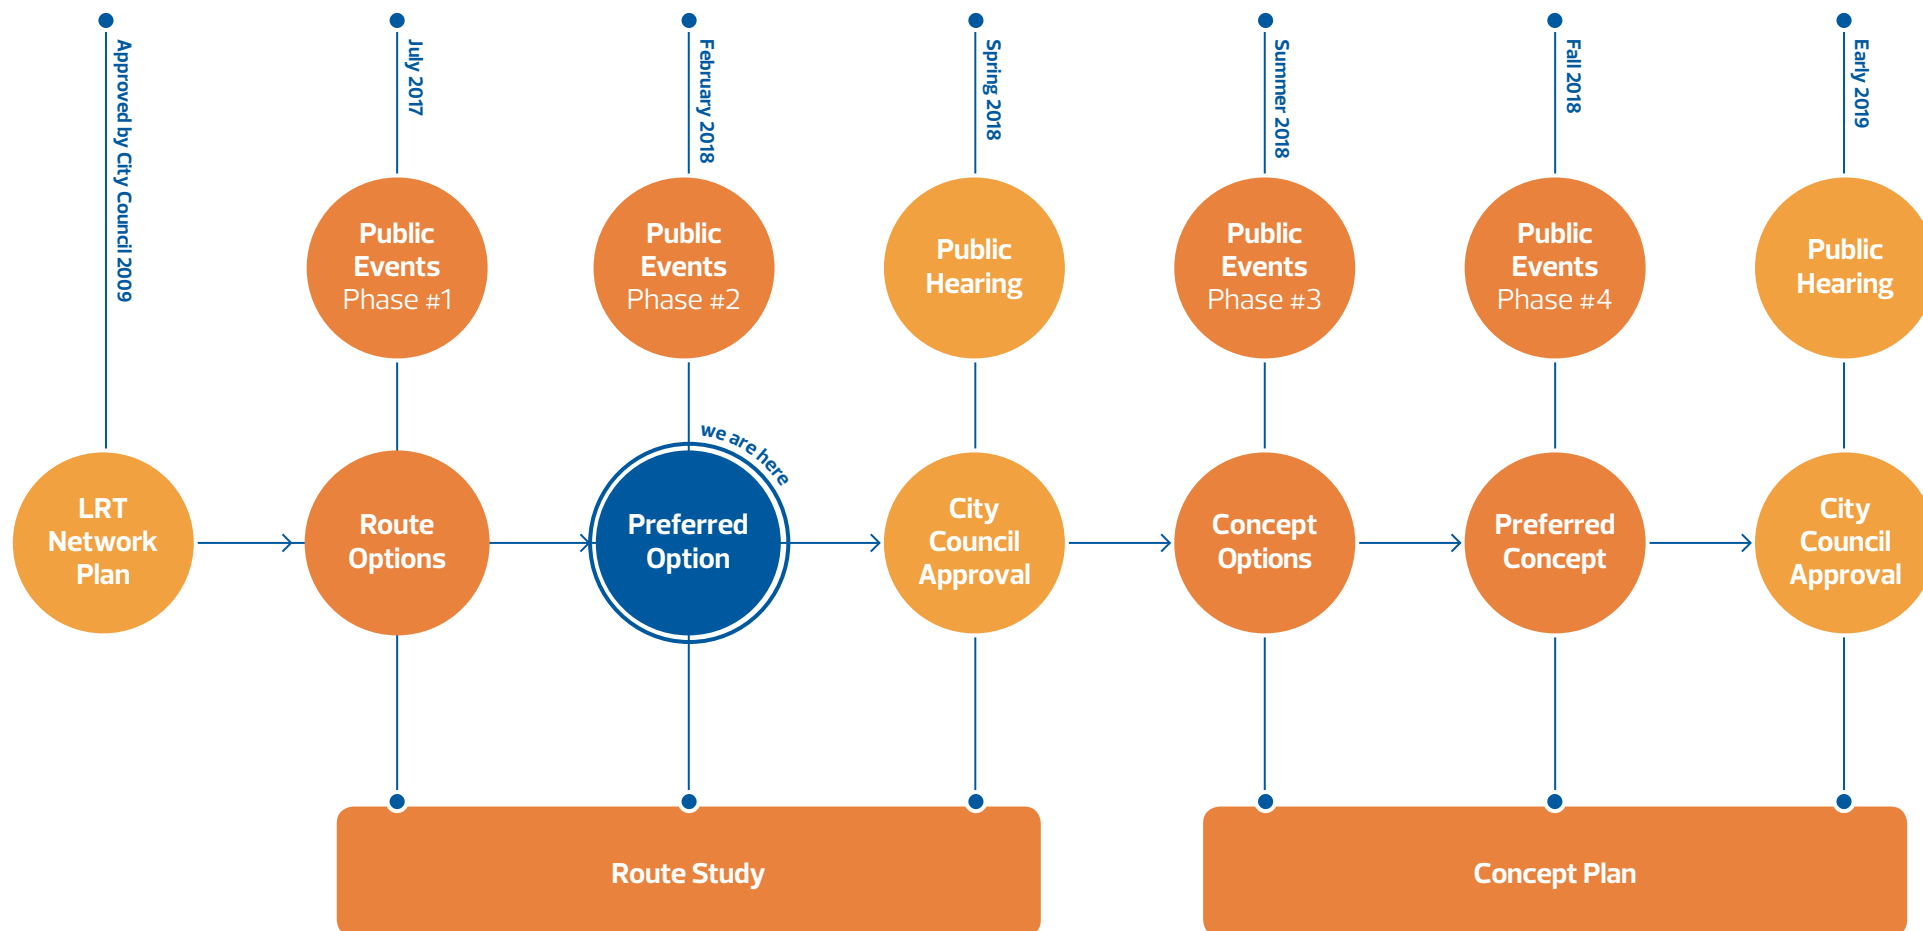 Approved by City Council 2009
July 2017
February 2018
Spring 2018
Summer 2018
Fall 2018
Early 2019
Public
Events
Phase #1
Public
Events
Phase #2
Public
Hearing
Public
Events
Phase #3
Public
Events
Phase #4
Public
Hearing
we are here
LRT
Network
Plan
Route
Options
Preferred
Option
City
Council
Approval
Concept
Options
Preferred
Concept
City
Council
Approval
Route Study
Concept Plan